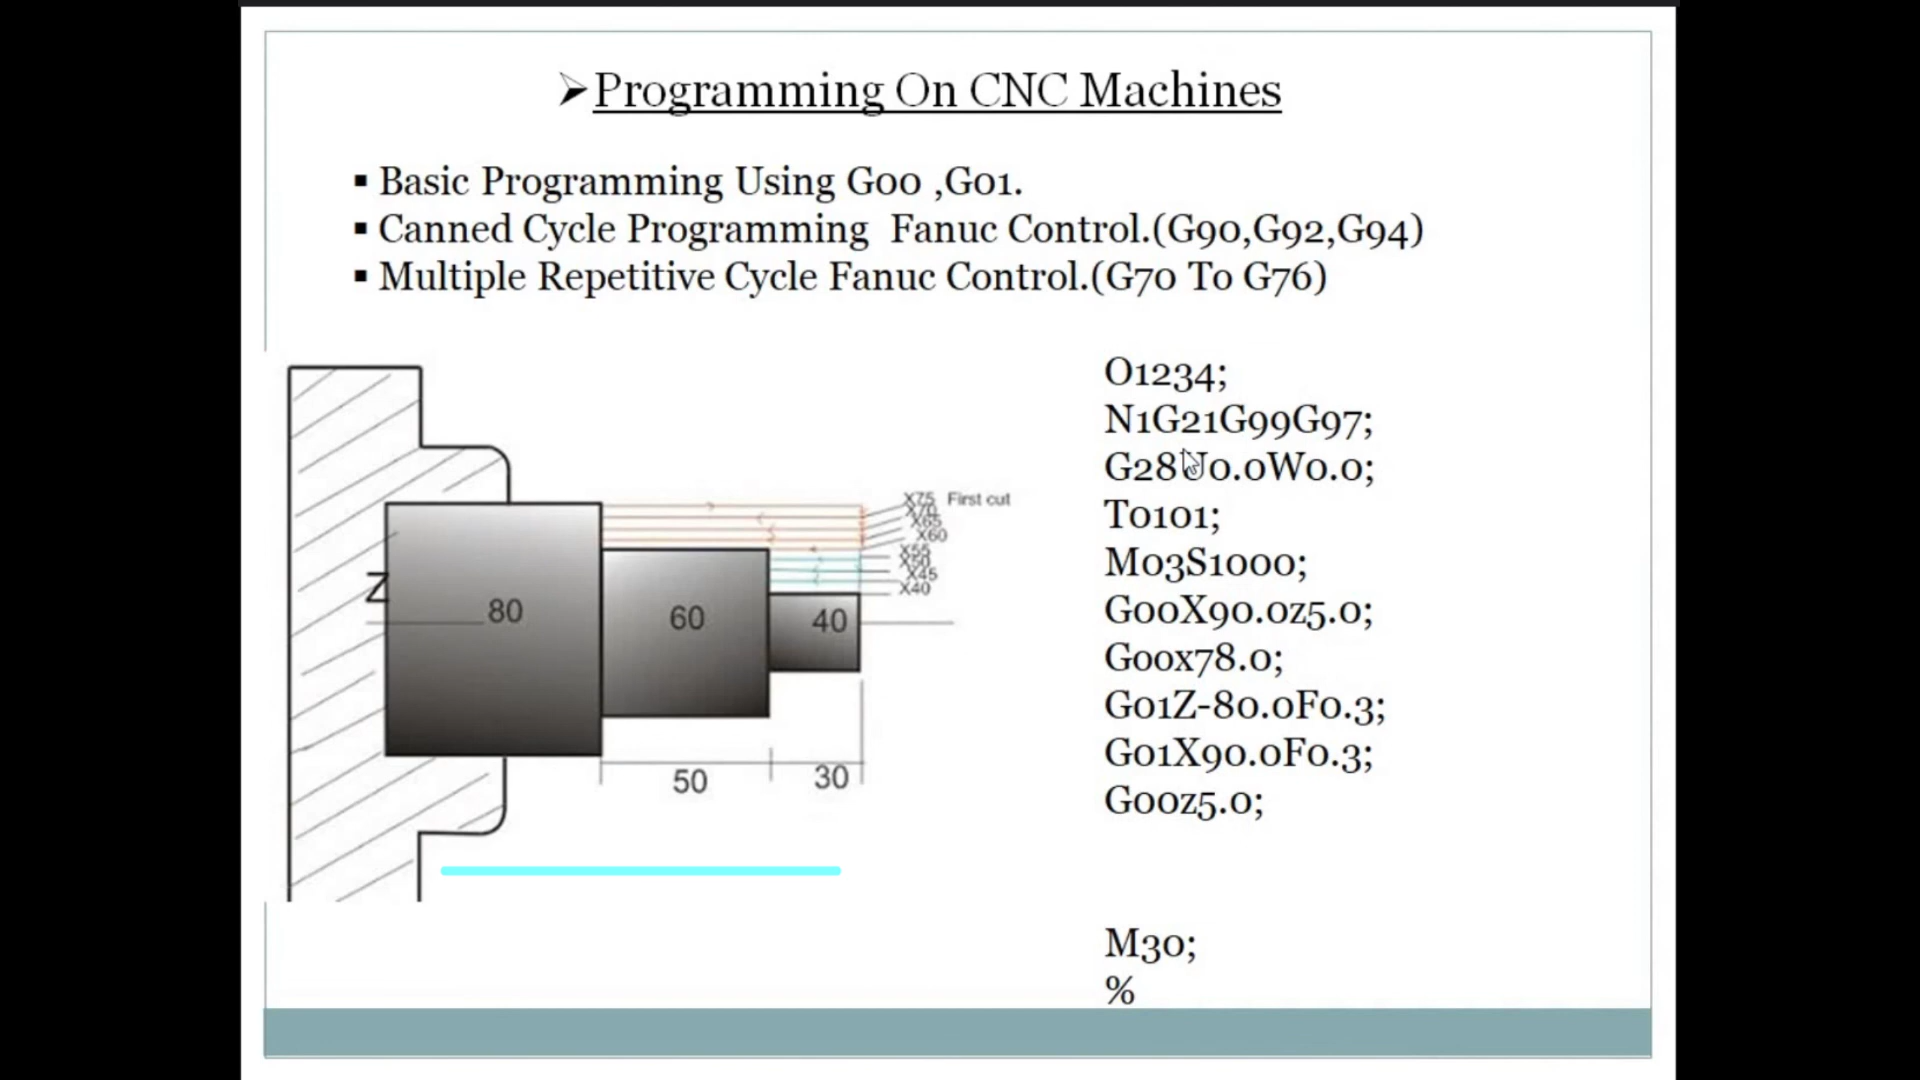 ➢Programming On CNC Machines
▪ Basic Programming Using G00 ,G01.
▪ Canned Cycle Programming  Fanuc Control.(G90,G92,G94)
▪ Multiple Repetitive Cycle Fanuc Control.(G70 To G76)
X75 First cut
X70
X65
X60
X55
X50
X45
X40
Z
80
60
40
50
30
O1234;
N1G21G99G97;
G28U0.0W0.0;
T0101;
M03S1000;
G00X90.0z5.0;
G00x78.0;
G01Z-80.0F0.3;
G01X90.0F0.3;
G00z5.0;
M30;
%